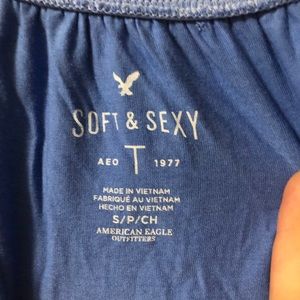 SOFT & SEXY
T
AEO 1977
MADE IN VIETNAM
FABRIQUÉ AU VIETNAM
HECHO EN VIETNAM
S/P/CH
AMERICAN EAGLE
OUTFITTERS